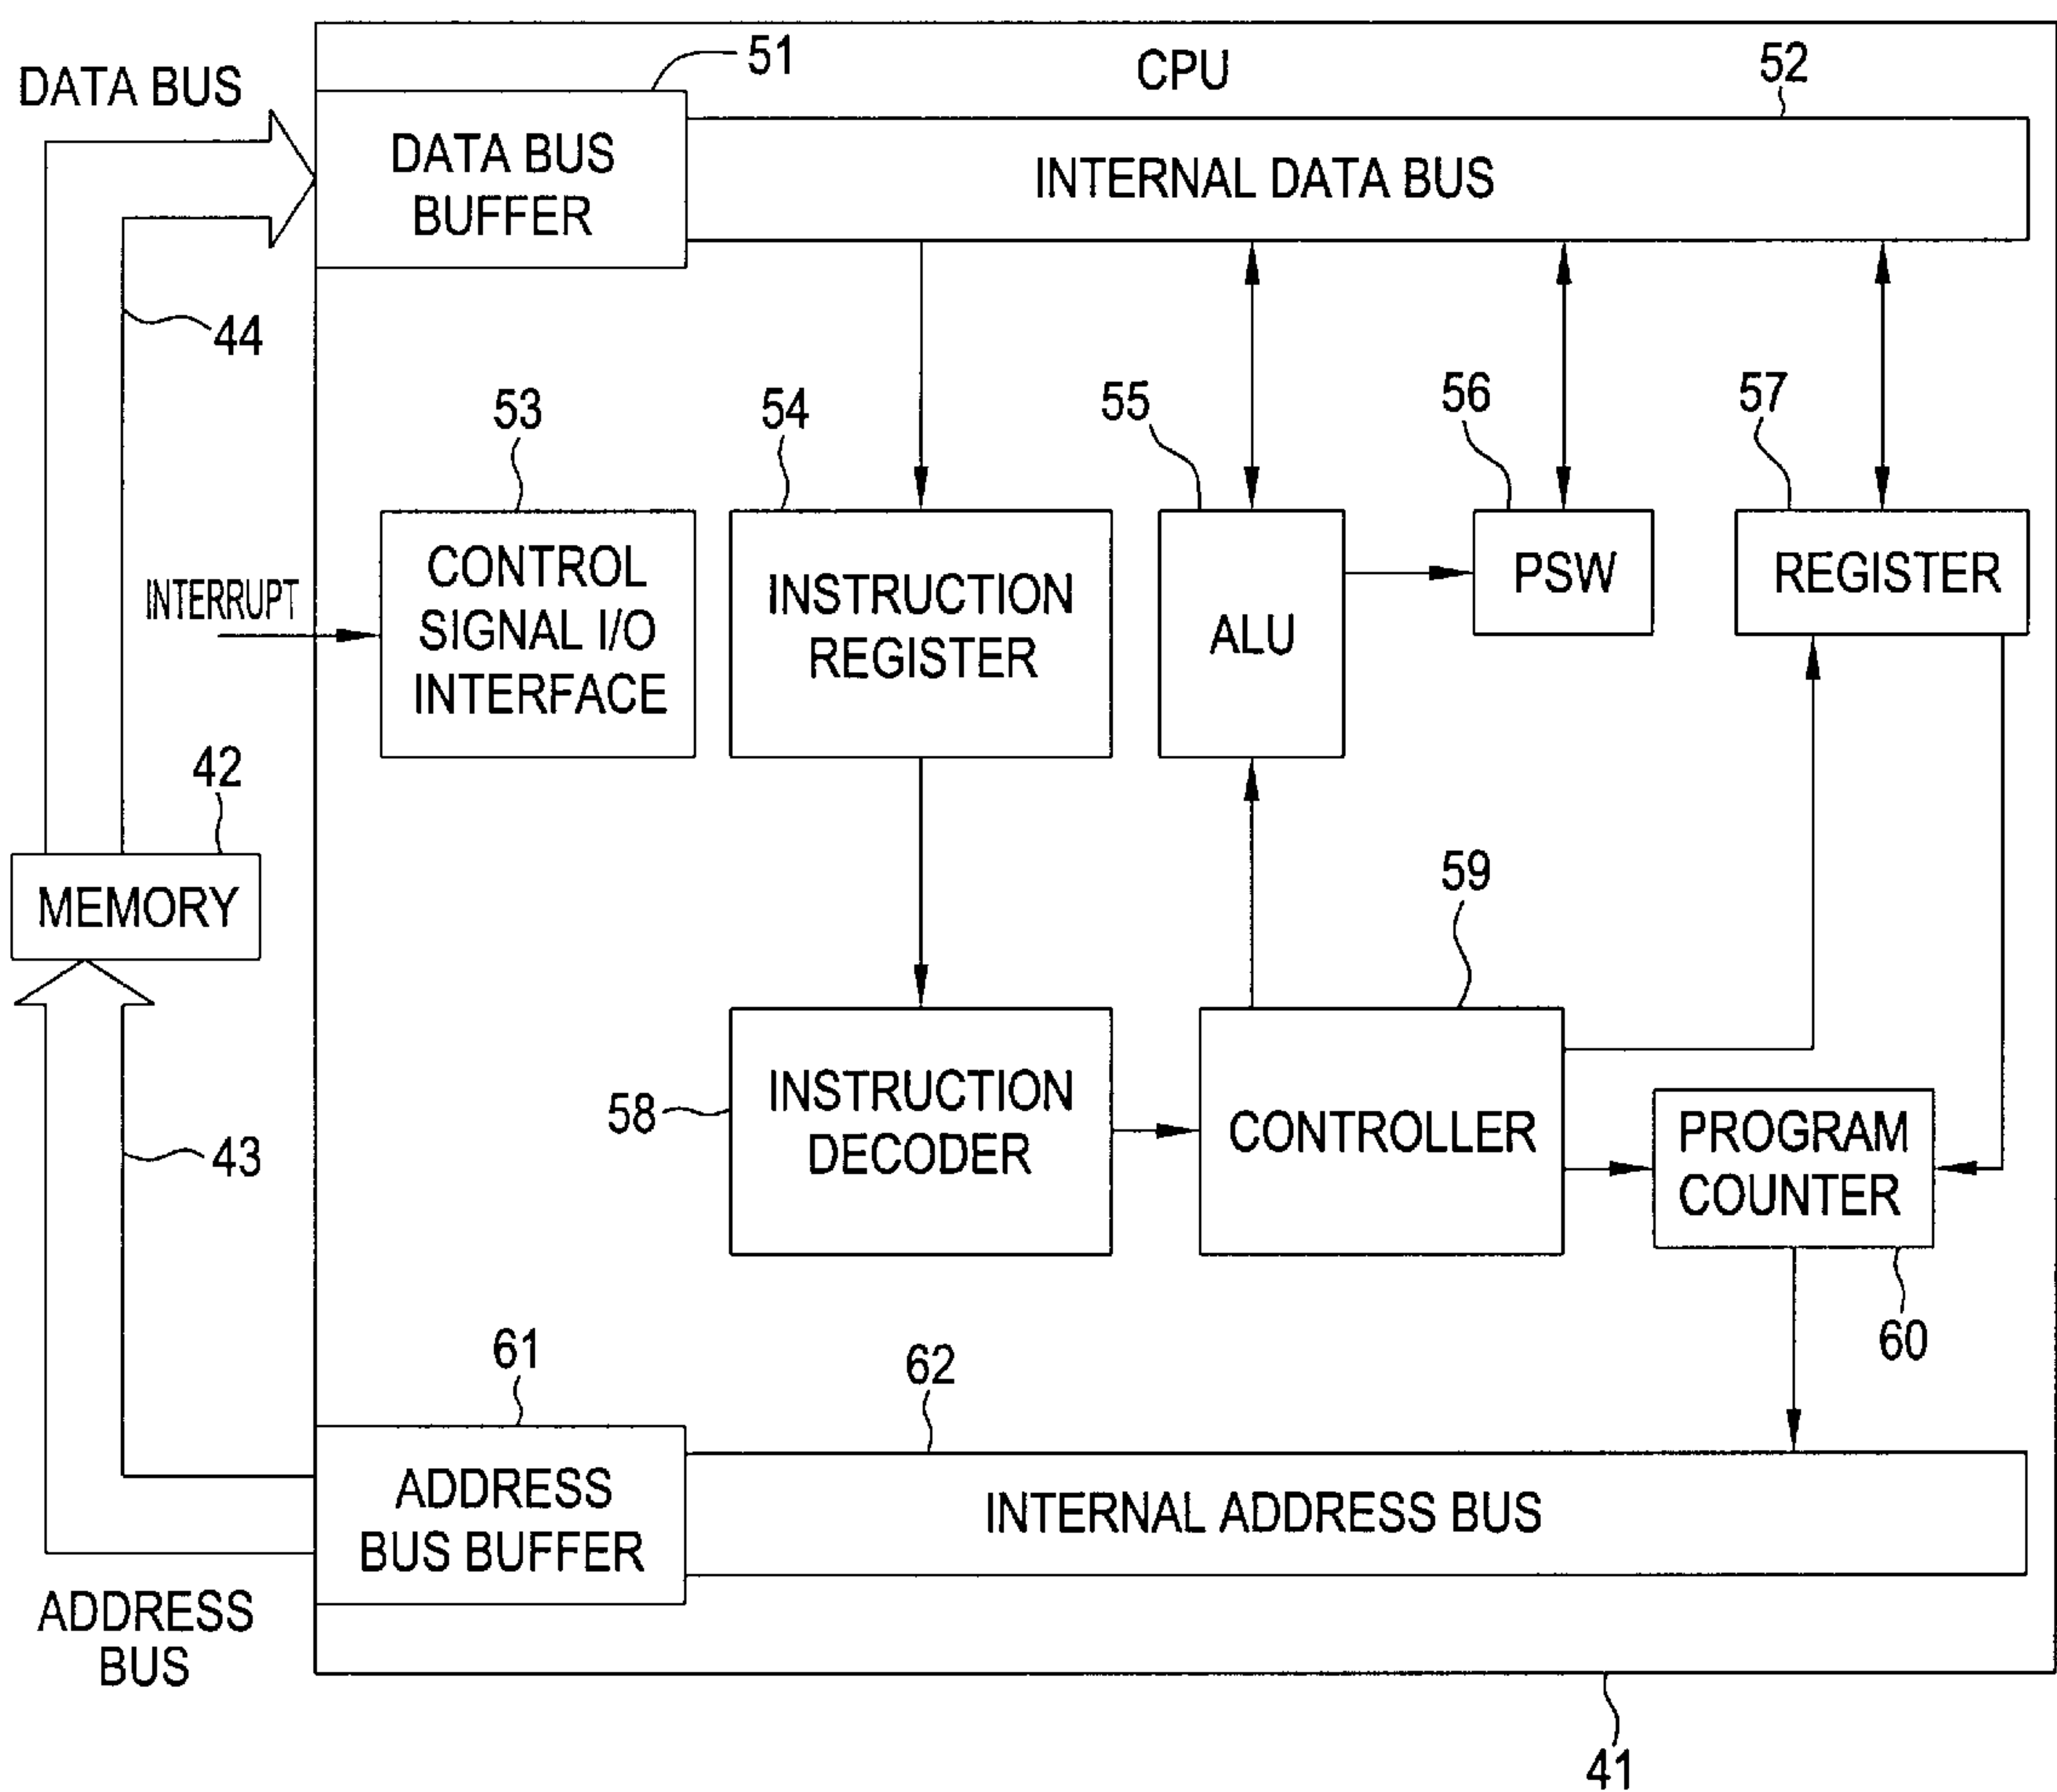 51
CPU
52
DATA BUS
DATA BUS
BUFFER
INTERNAL DATA BUS
44
53
54
55
56
57
INTERRUPT
CONTROL
SIGNAL I/O
INTERFACE
INSTRUCTION
REGISTER
ALU
PSW
REGISTER
42
MEMORY
59
58
INSTRUCTION
DECODER
CONTROLLER
PROGRAM
COUNTER
43
60
61
62
ADDRESS
BUS BUFFER
INTERNAL ADDRESS BUS
ADDRESS
BUS
41